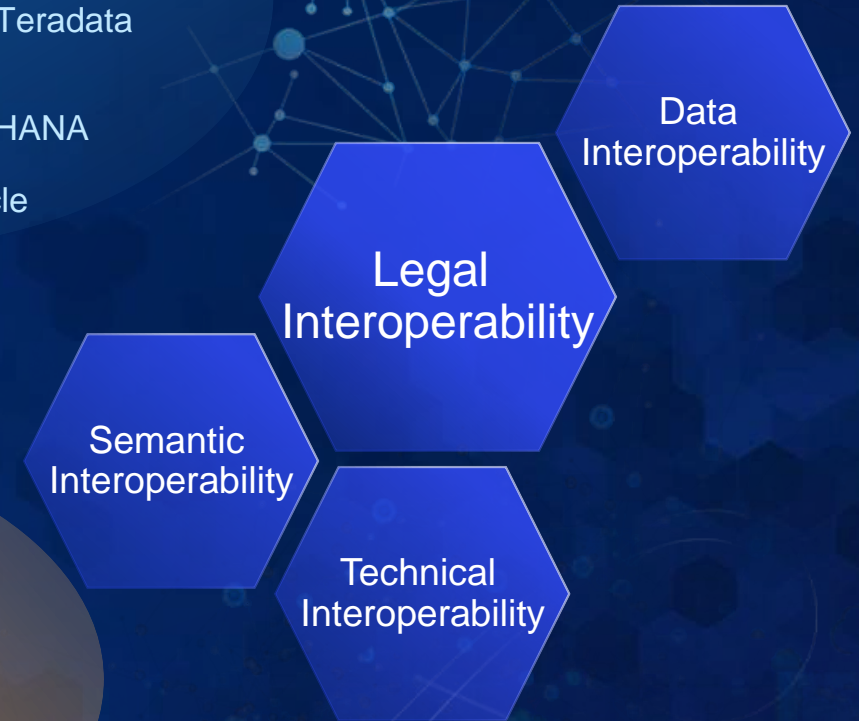 Teradata
HANA
Data
Interoperability
Legal
Interoperability
Semantic
Interoperability
Technical
Interoperability